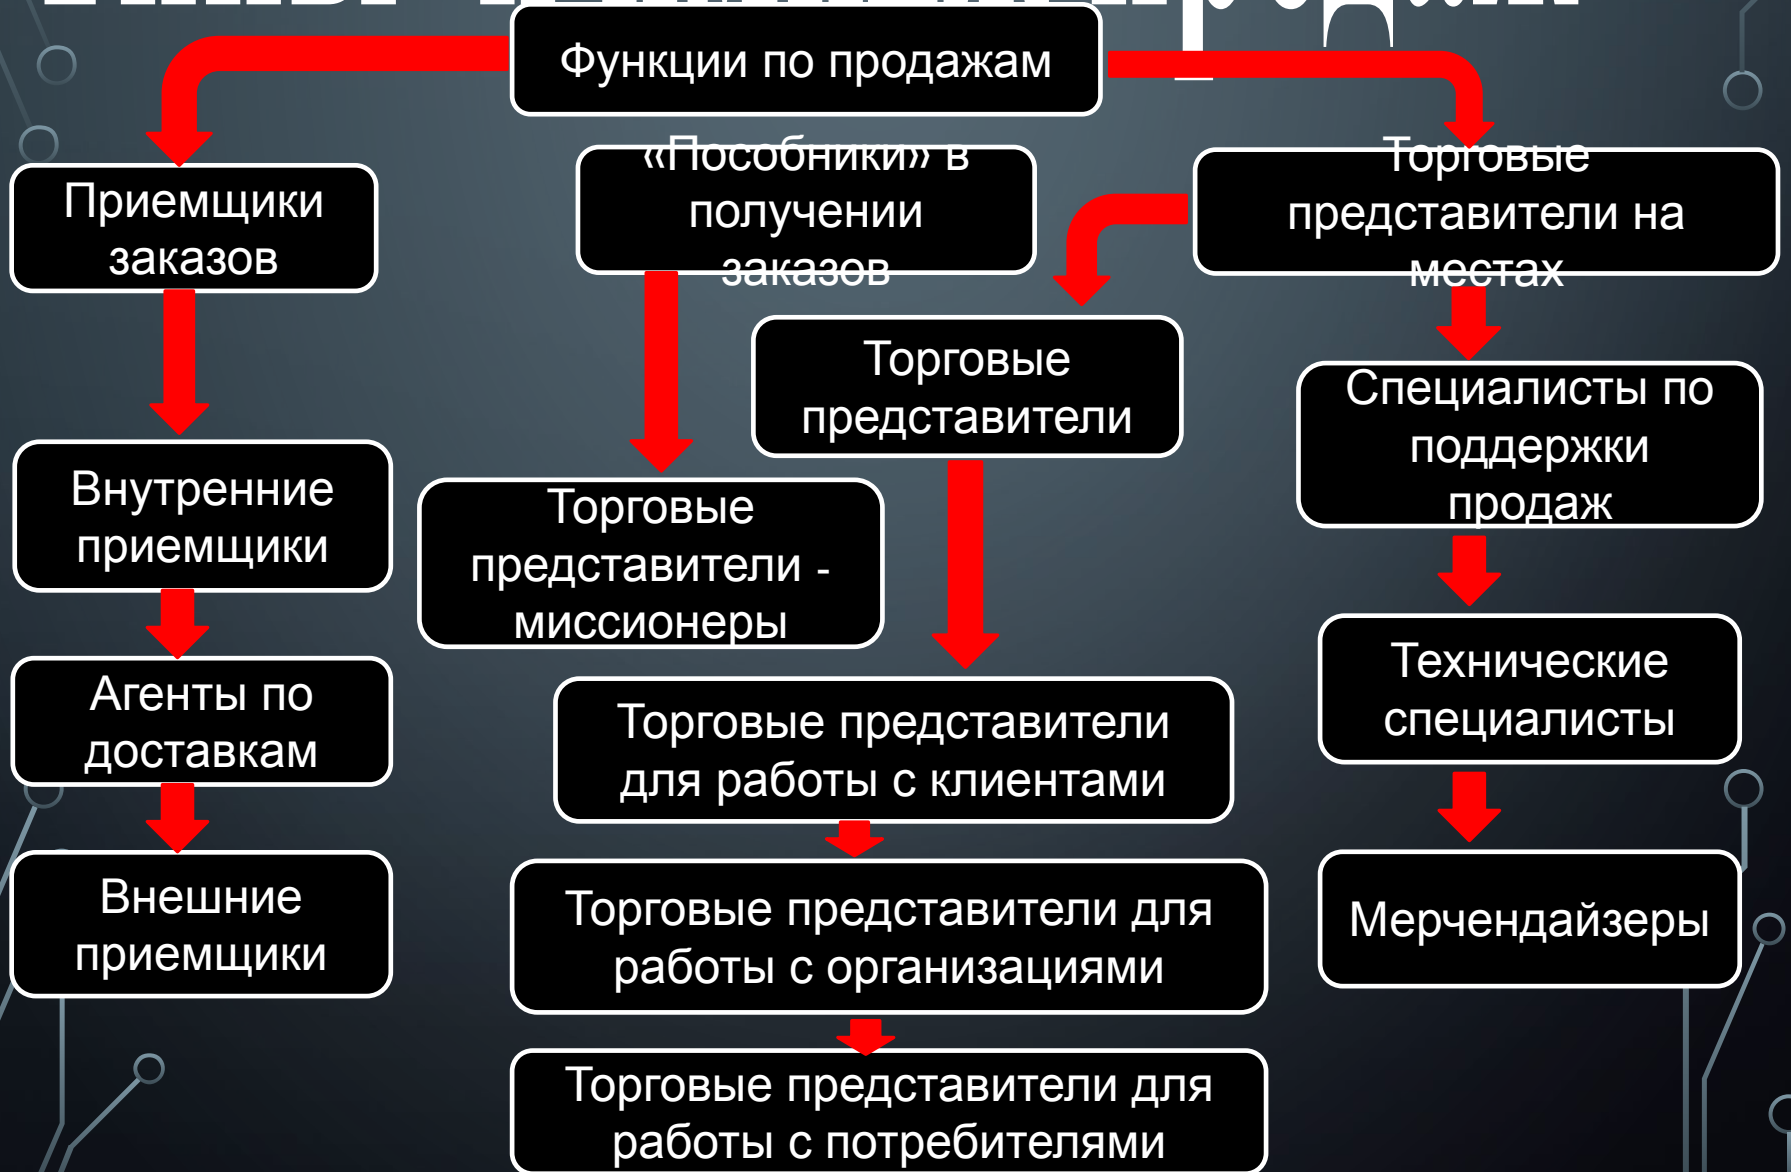 Функции по продажам
Приемщики
заказов
«Пособники» в
получении
заказов
Торговые
представители на
местах
Торговые
представители
Специалисты по
поддержки
продаж
Внутренние
приемщики
Торговые
представители -
миссионеры
Технические
специалисты
Агенты по
доставкам
Торговые представители
для работы с клиентами
Внешние
приемщики
Торговые представители для
работы с организациями
Мерчендайзеры
Торговые представители для
работы с потребителями